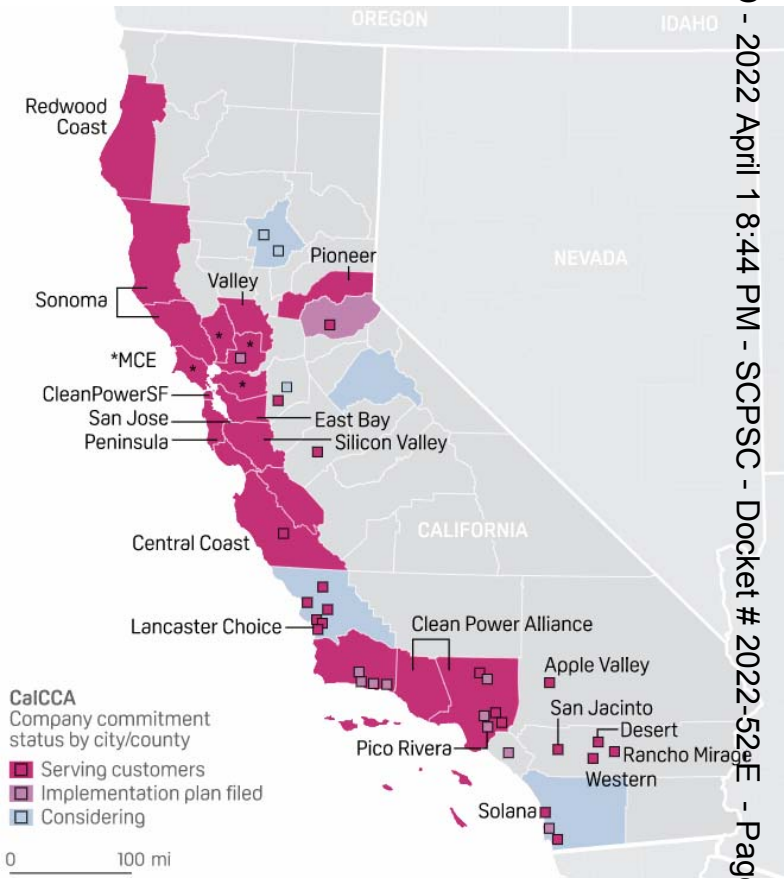 OREGON
IDAHO
Redwood
Coast
NEVADA
Pioneer
Valley
Sonoma
*
*
*MCE
*
*
CleanPowerSF
San Jose
East Bay
Peninsula
Silicon Valley
CALIFORNIA
Central Coast
Lancaster Choice
Clean Power Alliance
Apple Valley
San Jacinto
Desert
Pico Rivera
Rancho Mirage
Western
Solana
CalCCA
Company commitment
status by city/county
Serving customers
Implementation plan filed
Considering
0 100 mi
- 2022 April 1 8:44 PM - SCPSC - Docket # 2022-52-E - Page